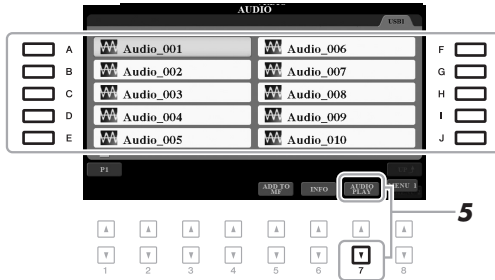 AUDIO
USB1
A Audio_001 Audio_006 F
B Audio_002 Audio_007 G
C Audio_003 Audio_008 H
D Audio_004 Audio_009 I
E Audio_005 Audio_010 J
P1
ADD TO MF INFO AUDIO PLAY MENU 1
5
1 2 3 4 5 6 7 8